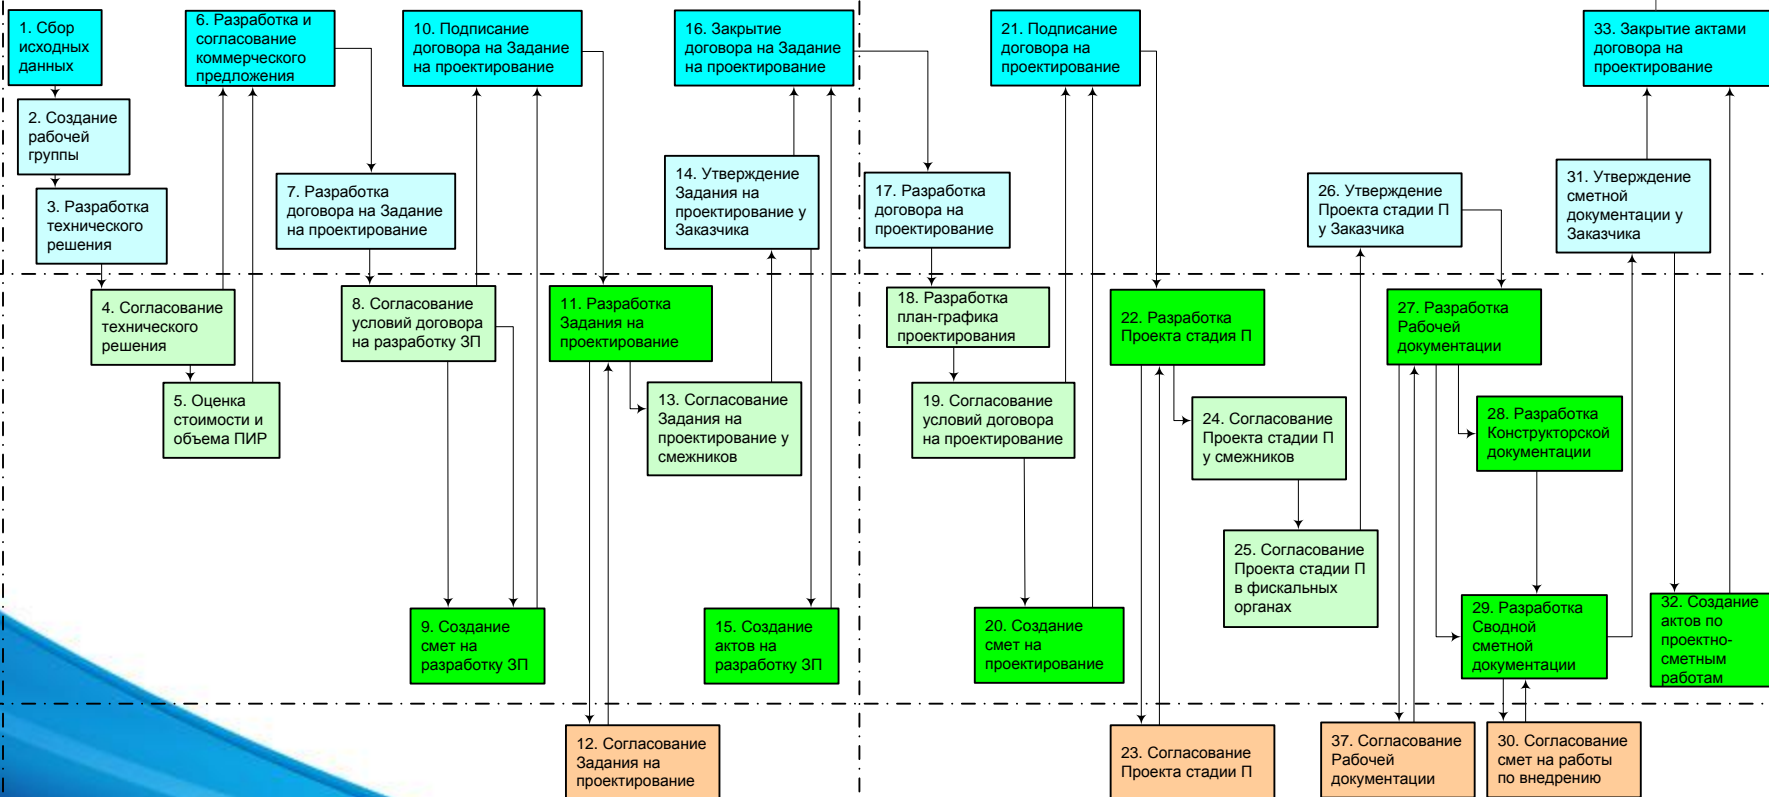 1. Сбор
исходных
данных
2. Создание
рабочей
группы
3. Разработка
технического
решения
4. Согласование
технического
решения
5. Оценка
стоимости и
объема ПИР
6. Разработка и
согласование
коммерческого
предложения
7. Разработка
договора на Задание
на проектирование
8. Согласование
условий договора
на разработку ЗП
9. Создание
смет на
разработку ЗП
10. Подписание
договора на Задание
на проектирование
11. Разработка
Задания на
проектирование
12. Согласование
Задания на
проектирование
13. Согласование
Задания на
проектирование у
смежников
14. Утверждение
Задания на
проектирование у
Заказчика
15. Создание
актов на
разработку ЗП
16. Закрытие
договора на Задание
на проектирование
17. Разработка
договора на
проектирование
18. Разработка
план-графика
проектирования
19. Согласование
условий договора
на проектирование
20. Создание
смет на
проектирование
21. Подписание
договора на
проектирование
22. Разработка
Проекта стадия П
23. Согласование
Проекта стадии П
24. Согласование
Проекта стадии П
у смежников
25. Согласование
Проекта стадии П
в фискальных
органах
26. Утверждение
Проекта стадии П
у Заказчика
27. Разработка
Рабочей
документации
28. Разработка
Конструкторской
документации
29. Разработка
Сводной
сметной
документации
37. Согласование
Рабочей
документации
30. Согласование
смет на работы
по внедрению
31. Утверждение
сметной
документации у
Заказчика
32. Создание
актов по
проектно-
сметным
работам
33. Закрытие актами
договора на
проектирование